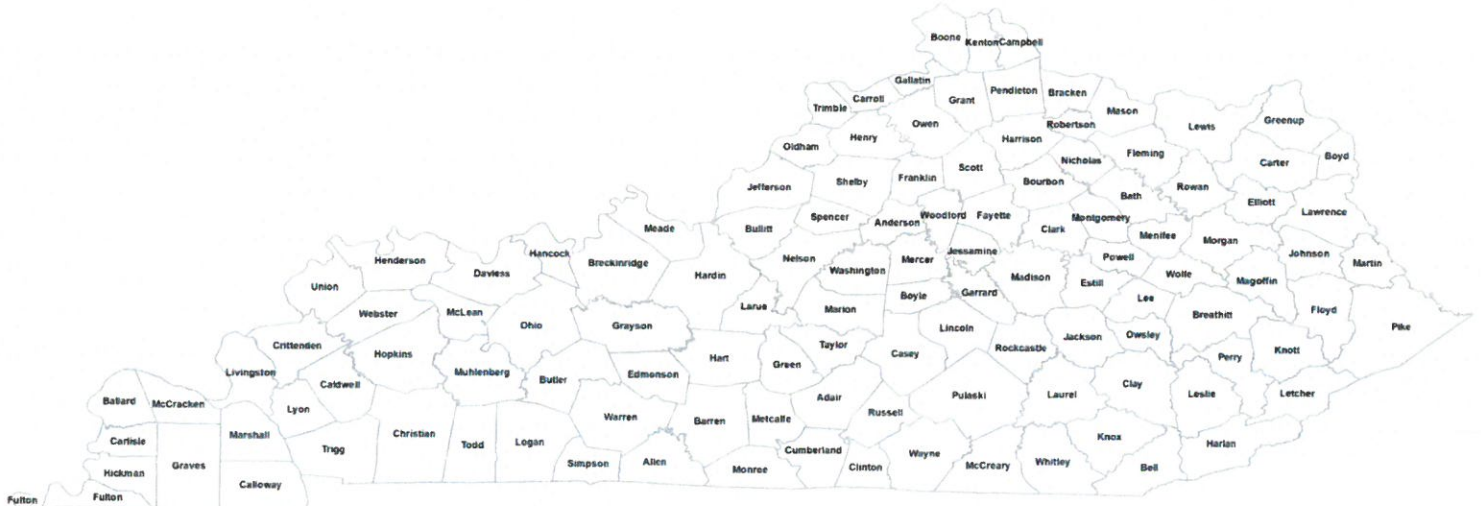 Boone
Kenton
Campbell
Gallatin
Carroll
Trimble
Grant
Pendleton
Bracken
Mason
Owen
Robertson
Lewis
Greenup
Henry
Harrison
Oldham
Nicholas
Fleming
Carter
Boyd
Scott
Jefferson
Shelby
Franklin
Bourbon
Rowan
Bath
Elliott
Lawrence
Spencer
Anderson
Woodford
Fayette
Clark
Montgomery
Menifee
Morgan
Meade
Bullitt
Hancock
Breckinridge
Hardin
Nelson
Washington
Mercer
Jessamine
Madison
Powell
Estill
Wolfe
Magoffin
Johnson
Martin
Henderson
Daviess
Union
Larue
Marion
Boyle
Garrard
Lee
Breathitt
Floyd
Pike
Webster
McLean
Ohio
Grayson
Lincoln
Rockcastle
Jackson
Owsley
Perry
Knott
Crittenden
Hopkins
Hart
Taylor
Green
Casey
Livingston
Caldwell
Muhlenberg
Butler
Edmonson
Adair
Pulaski
Laurel
Clay
Leslie
Letcher
Ballard
McCracken
Lyon
Warren
Barren
Metcalfe
Russell
Carlisle
Marshall
Trigg
Christian
Todd
Logan
Simpson
Allen
Monroe
Cumberland
Clinton
Wayne
McCreary
Whitley
Knox
Bell
Harlan
Hickman
Graves
Calloway
Fulton
Fulton